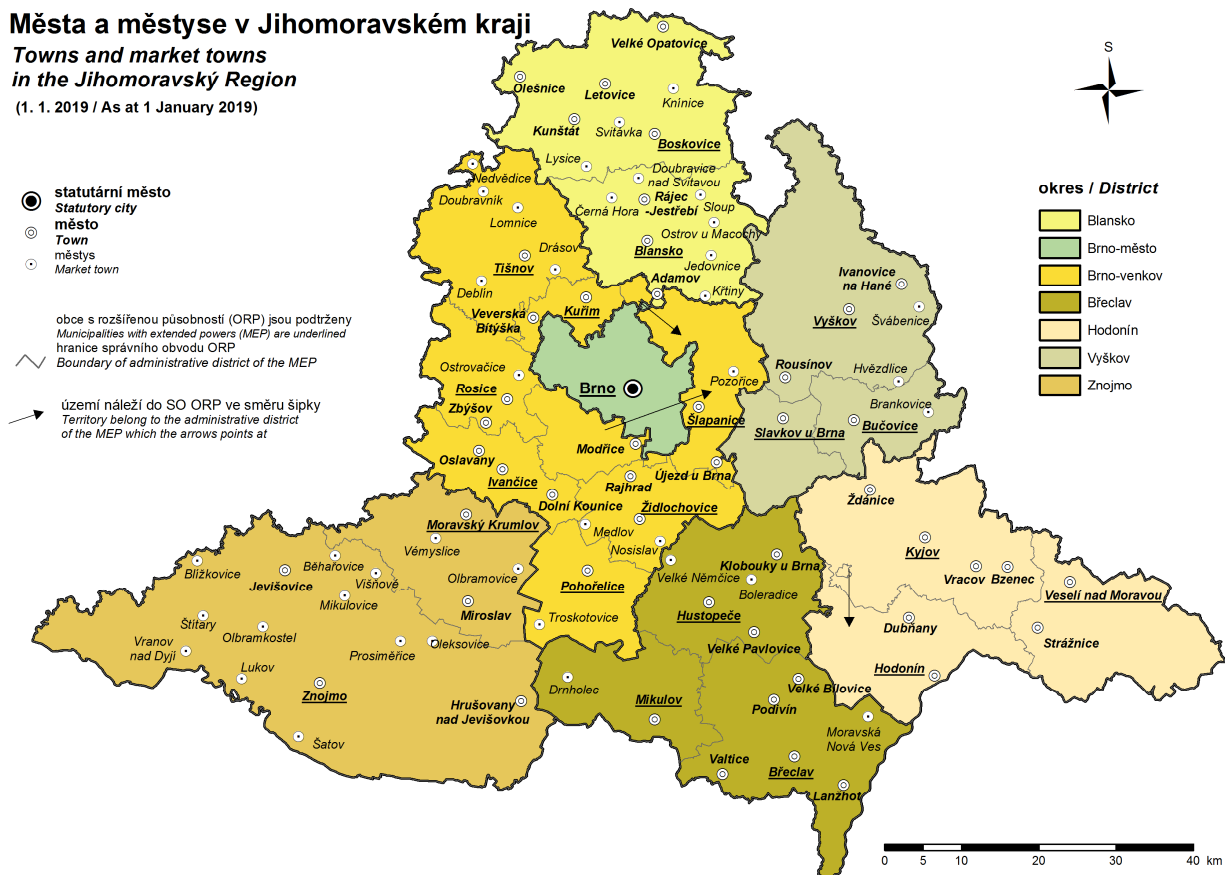 Města a městyse v Jihomoravském kraji
Towns and market towns
in the Jihomoravský Region
(1. 1. 2019 / As at 1 January 2019)
S
statutární město
Statutory city
město
Town
městys
Market town
obce s rozšířenou působností (ORP) jsou podtrženy
Municipalities with extended powers (MEP) are underlined
hranice správního obvodu ORP
Boundary of administrative district of the MEP
území náleží do SO ORP ve směru šipky
Territory belong to the administrative district
of the MEP which the arrows points at
okres / District
Blansko
Brno-město
Brno-venkov
Břeclav
Hodonín
Vyškov
Znojmo
Velké Opatovice
Olešnice
Letovice
Knínice
Kunštát
Svitávka
Boskovice
Lysice
Doubravice
nad Svitavou
Nedvědice
Doubravník
Černá Hora
Rájec
-Jestřebí
Sloup
Lomnice
Ostrov u Macochy
Drásov
Blansko
Tišnov
Jedovnice
Adamov
Deblín
Křtiny
Kuřim
Veverská
Bítýška
Ivanovice
na Hané
Vyškov
Švábenice
Ostrovačice
Rousínov
Hvězdlice
Pozořice
Rosice
Brno
Zbýšov
Šlapanice
Brankovice
Slavkov u Brna
Bučovice
Modřice
Oslavany
Rajhrad
Újezd u Brna
Ivančice
Dolní Kounice
Židlochovice
Ždánice
Moravský Krumlov
Medlov
Vémyslice
Nosislav
Kyjov
Běhařovice
Blížkovice
Jevišovice
Višňové
Olbramovice
Pohořelice
Velké Němčice
Klobouky u Brna
Boleradice
Vracov
Bzenec
Veselí nad Moravou
Mikulovice
Miroslav
Hustopeče
Štítary
Troskotovice
Dubňany
Olbramkostel
Strážnice
Vranov
nad Dyjí
Prosiměřice
Oleksovice
Velké Pavlovice
Lukov
Hodonín
Znojmo
Drnholec
Velké Bílovice
Mikulov
Podivín
Hrušovany
nad Jevišovkou
Moravská
Nová Ves
Šatov
Valtice
Břeclav
Lanžhot
0 5 10 20 30 40 km